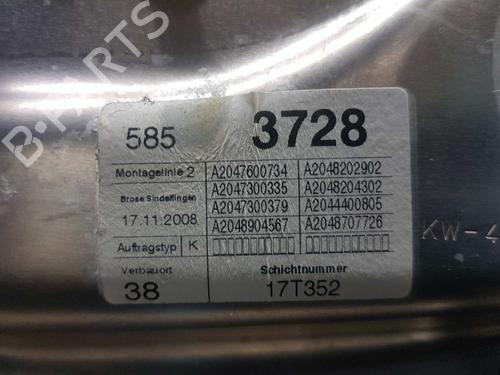 B-PARTS
585 3728
Montagelinie 2 A2047600734 A2048202902
Brose Sindelfingen A2047300335 A2048204302
17.11.2008 A2047300379 A2044400805
A2048904567 A2048707726
Auftragstyp K
Verbauort Schichtnummer
38 17T352
KW-4